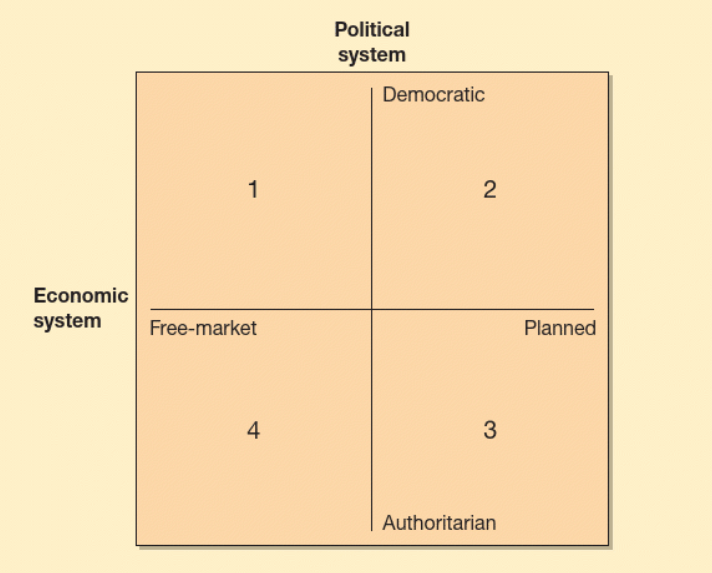 Political
system
Democratic
1
2
Economic
system
Free-market
Planned
4
3
Authoritarian